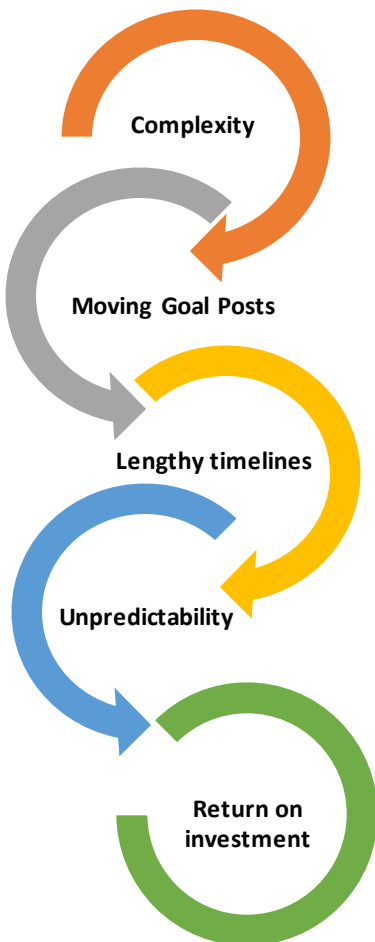 Complexity
Moving Goal Posts
Lengthy timelines
Unpredictability
Return on
investment